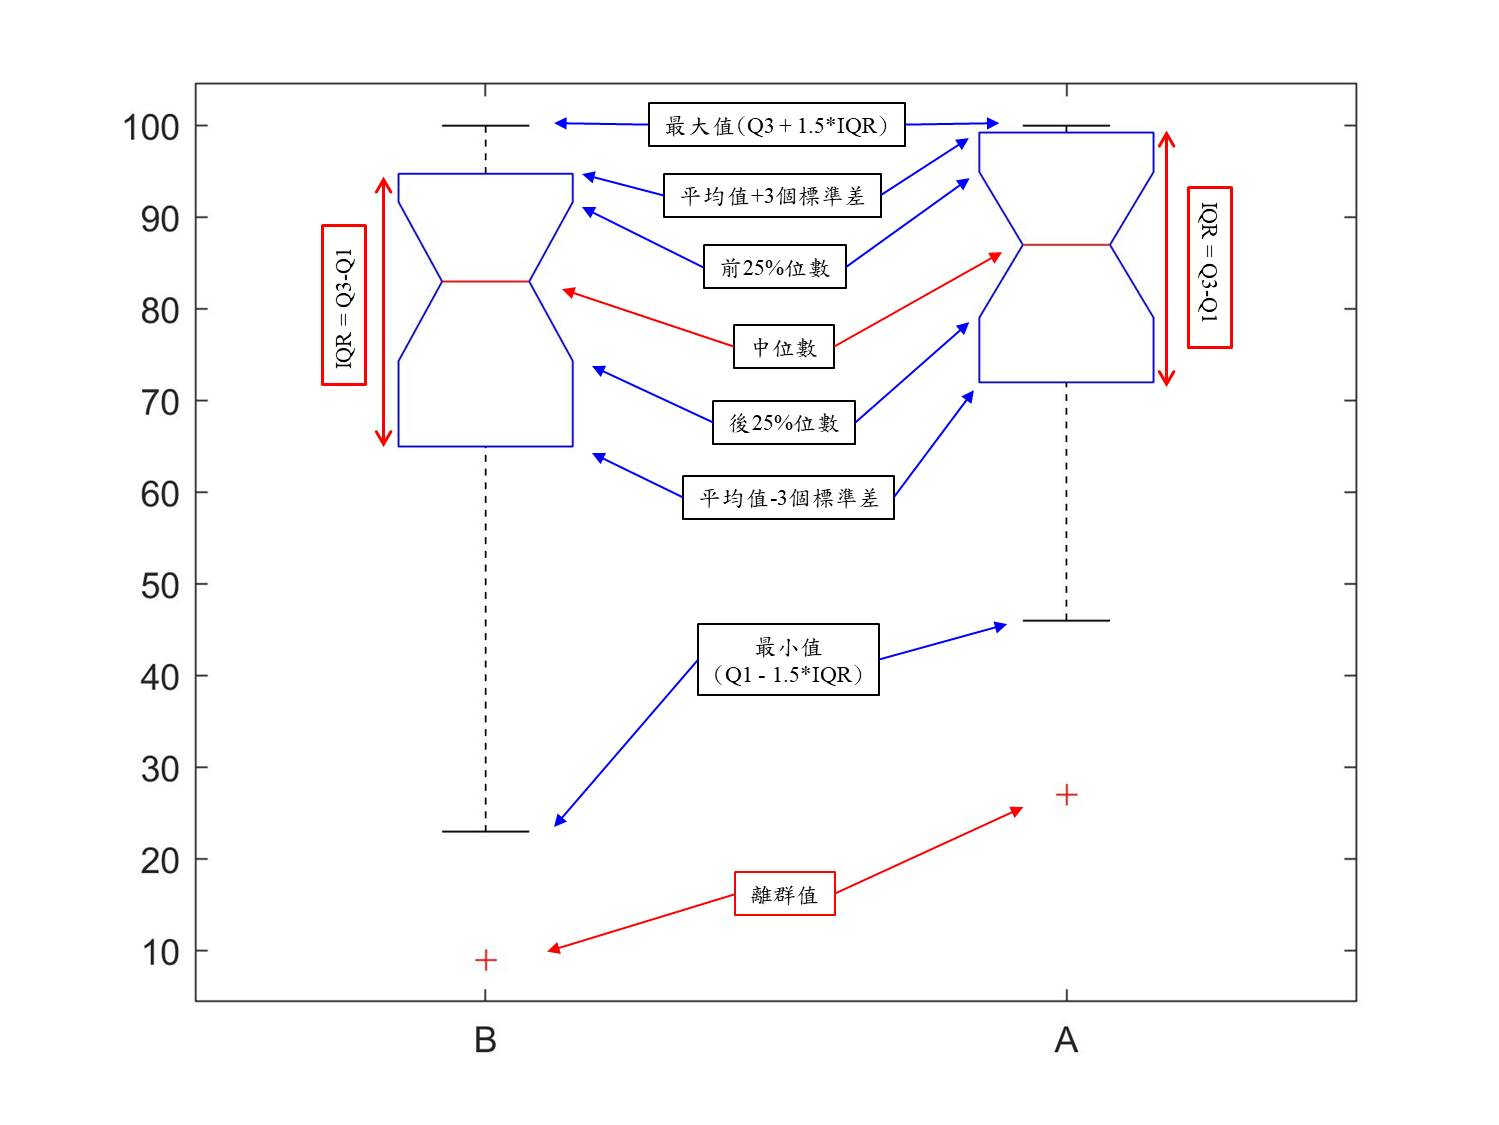 100
90
80
70
60
50
40
30
20
10
最大值(Q3 + 1.5*IQR)
平均值+3個標準差
前25%位數
中位數
後25%位數
平均值-3個標準差
最小值
(Q1 - 1.5*IQR)
離群值
IQR = Q3-Q1
IQR = Q3-Q1
B
A